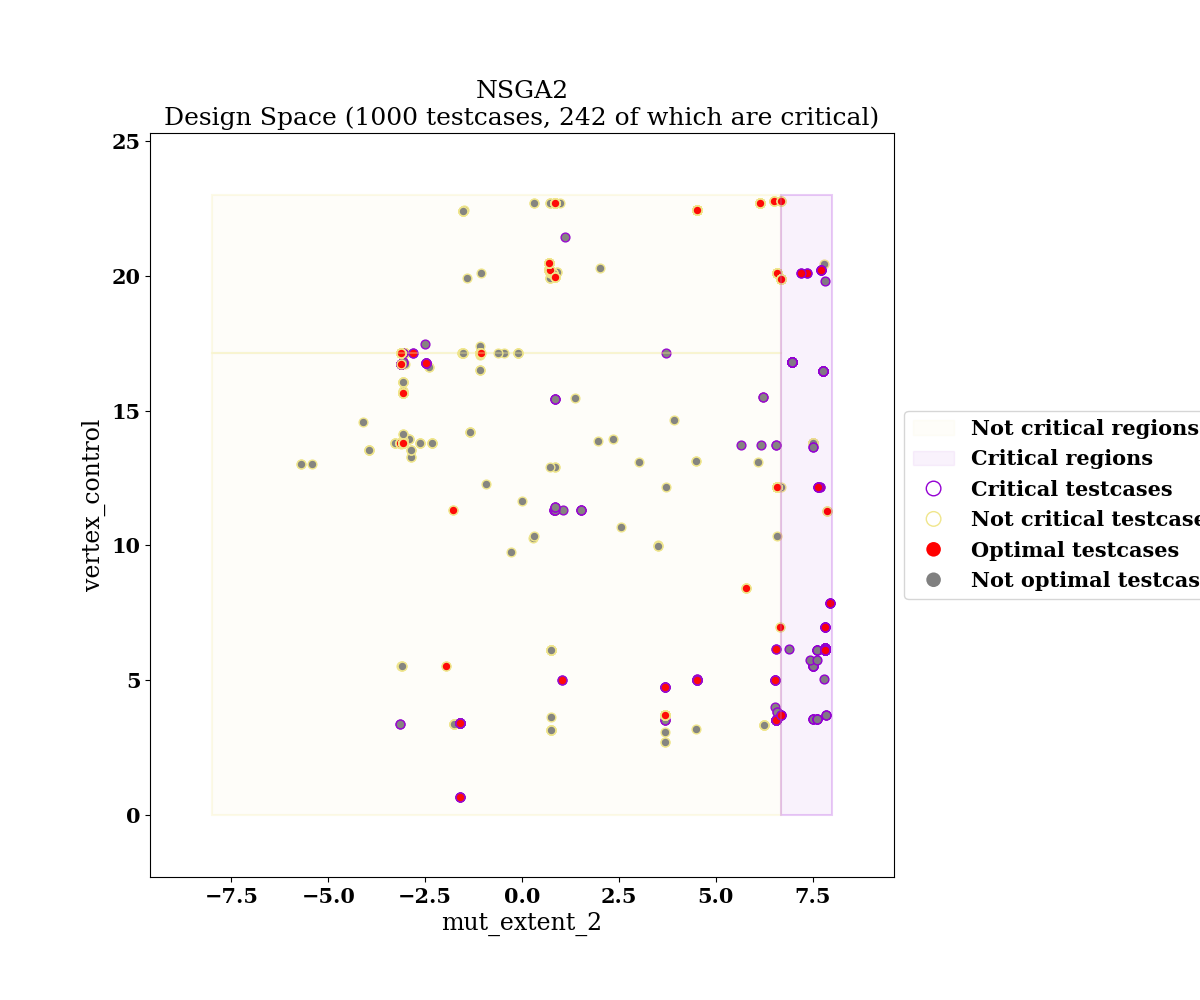 NSGA2
Design Space (1000 testcases, 242 of which are critical)
25
20
15
10
5
0
vertex_control
−7.5 −5.0 −2.5 0.0 2.5 5.0 7.5
mut_extent_2
Not critical regions
Critical regions
Critical testcases
Not critical testcase
Optimal testcases
Not optimal testcas